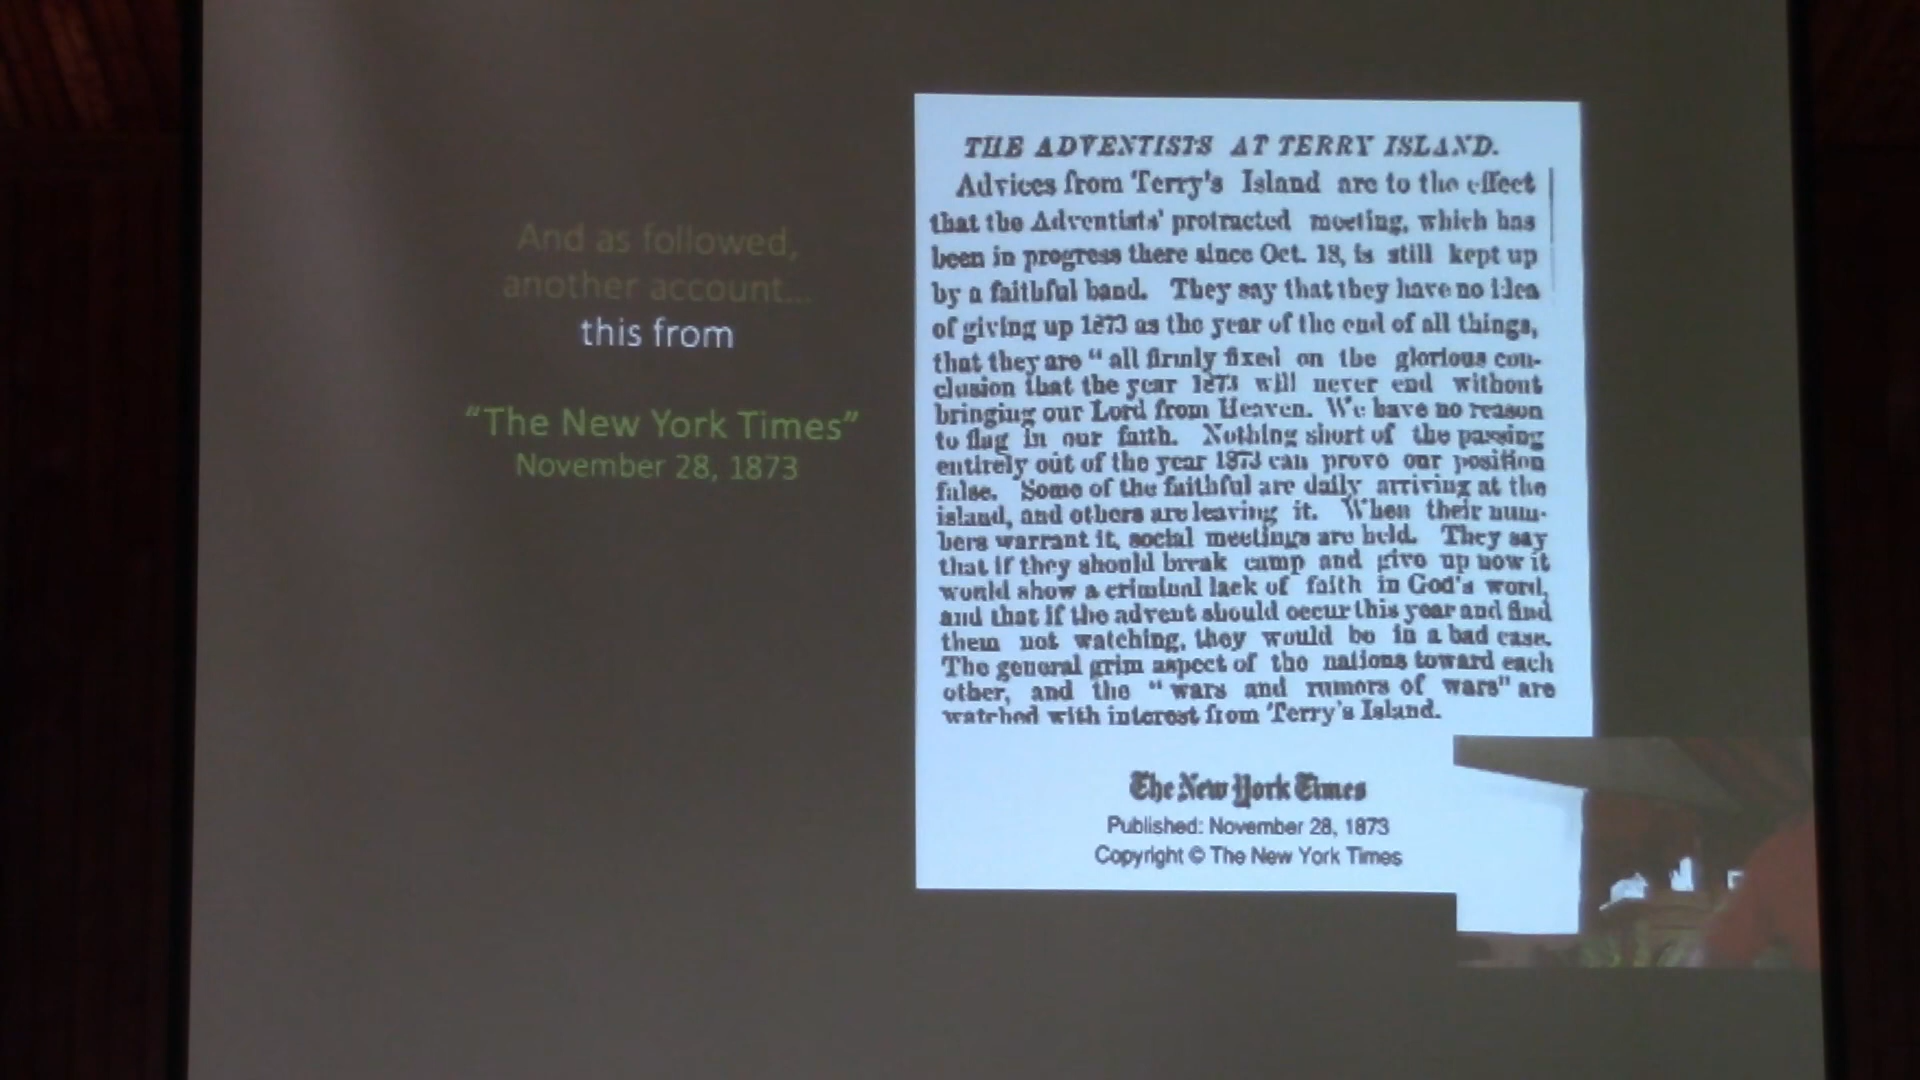 And as followed,
another account...
this from
“The New York Times”
November 28, 1873
THE ADVENTISTS AT TERRY ISLAND.
Advices from Terry's Island are to the effect
that the Adventists' protracted meeting, which has
been in progress there since Oct. 18, is still kept up
by a faithful band. They say that they have no idea
of giving up 1873 as the year of the end of all things,
that they are “all firmly fixed on the glorious con-
clusion that the year 1873 will never end without
bringing our Lord from Heaven. We have no reason
to flag in our faith. Nothing short of the passing
entirely out of the year 1873 can prove our position
false. Some of the faithful are daily arriving at the
island, and others are leaving it. When their num-
bers warrant it, social meetings are held. They say
that if they should break camp and give up now it
would show a criminal lack of faith in God's word,
and that if the advent should occur this year and find
them not watching, they would be in a bad case.
The general grim aspect of the nations toward each
other, and the “wars and rumors of wars” are
watched with interest from Terry's Island.
The New York Times
Published: November 28, 1873
Copyright © The New York Times